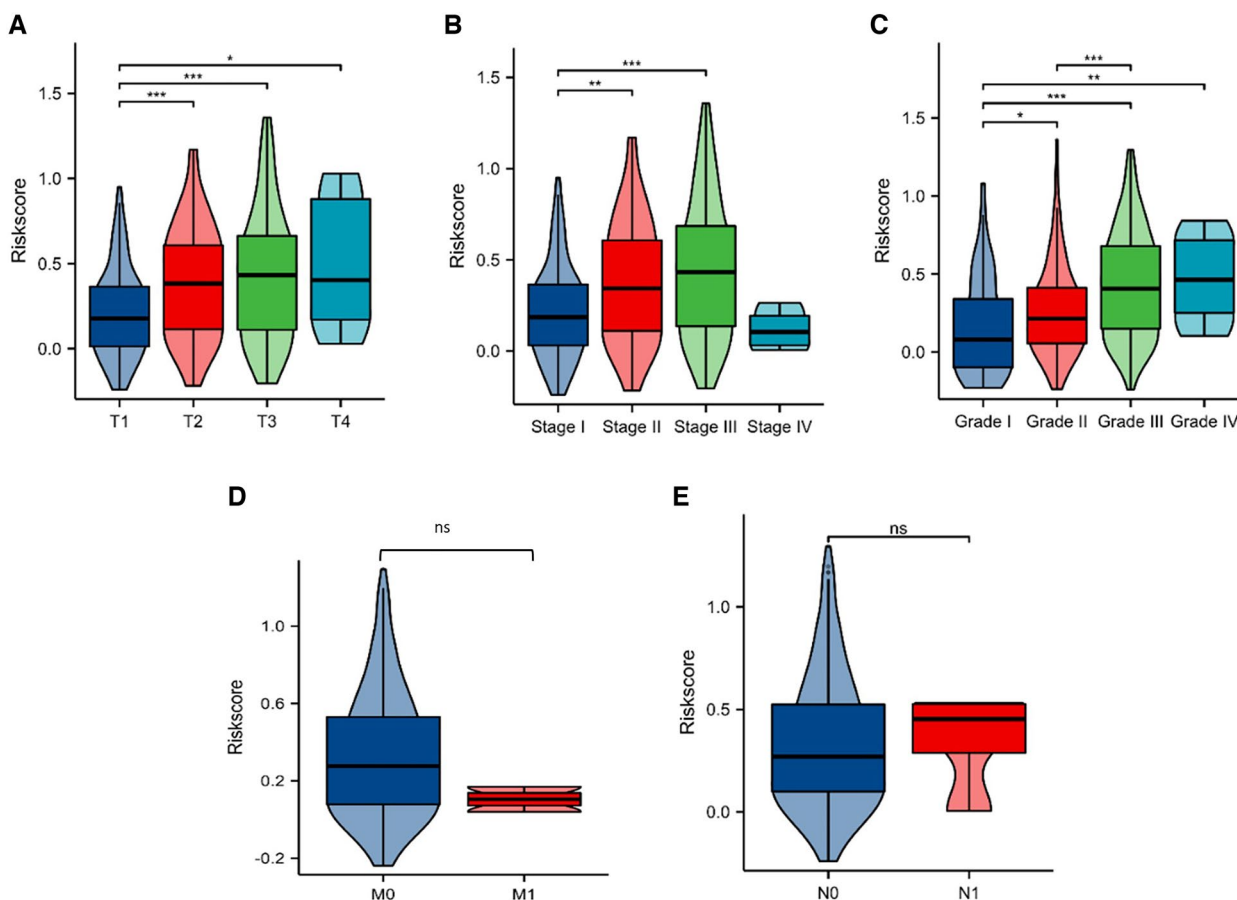 A
B
C
*
***
***
***
**
***
**
***
*
1.5
1.0
0.5
0.0
Riskscore
T1 T2 T3 T4
1.5
1.0
0.5
0.0
Riskscore
Stage I Stage II Stage III Stage IV
1.5
1.0
0.5
0.0
Riskscore
Grade I Grade II Grade III Grade IV
D
ns
1.0
0.6
0.2
-0.2
Riskscore
M0 M1
E
ns
1.0
0.5
0.0
Riskscore
N0 N1